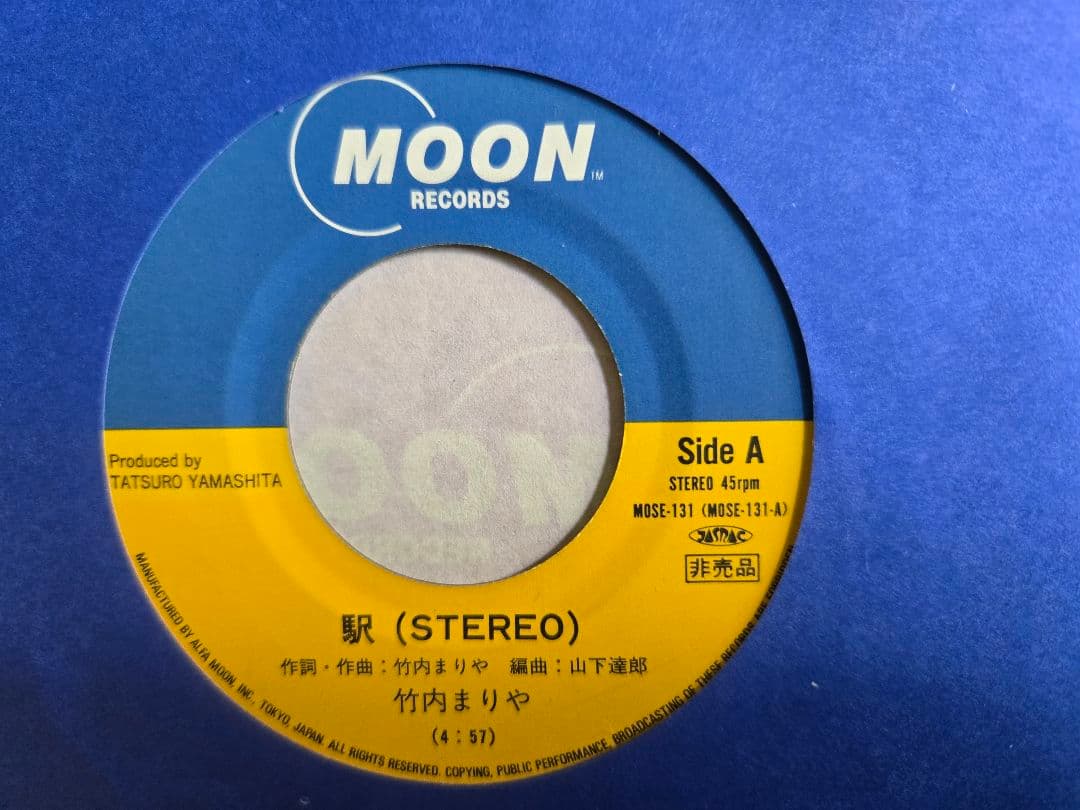 MOON™
RECORDS
Side A
STEREO 45rpm
MOSE-131 (MOSE-131-A)
JASRAC
非売品
Produced by
TATSURO YAMASHITA
駅 (STEREO)
作詞・作曲：竹内まりや 編曲：山下達郎
竹内まりや
(4：57)
MANUFACTURED BY ALFA MOON, INC., TOKYO, JAPAN. ALL RIGHTS RESERVED. COPYING, PUBLIC PERFORMANCE, BROADCASTING OF THESE RECORDS ARE